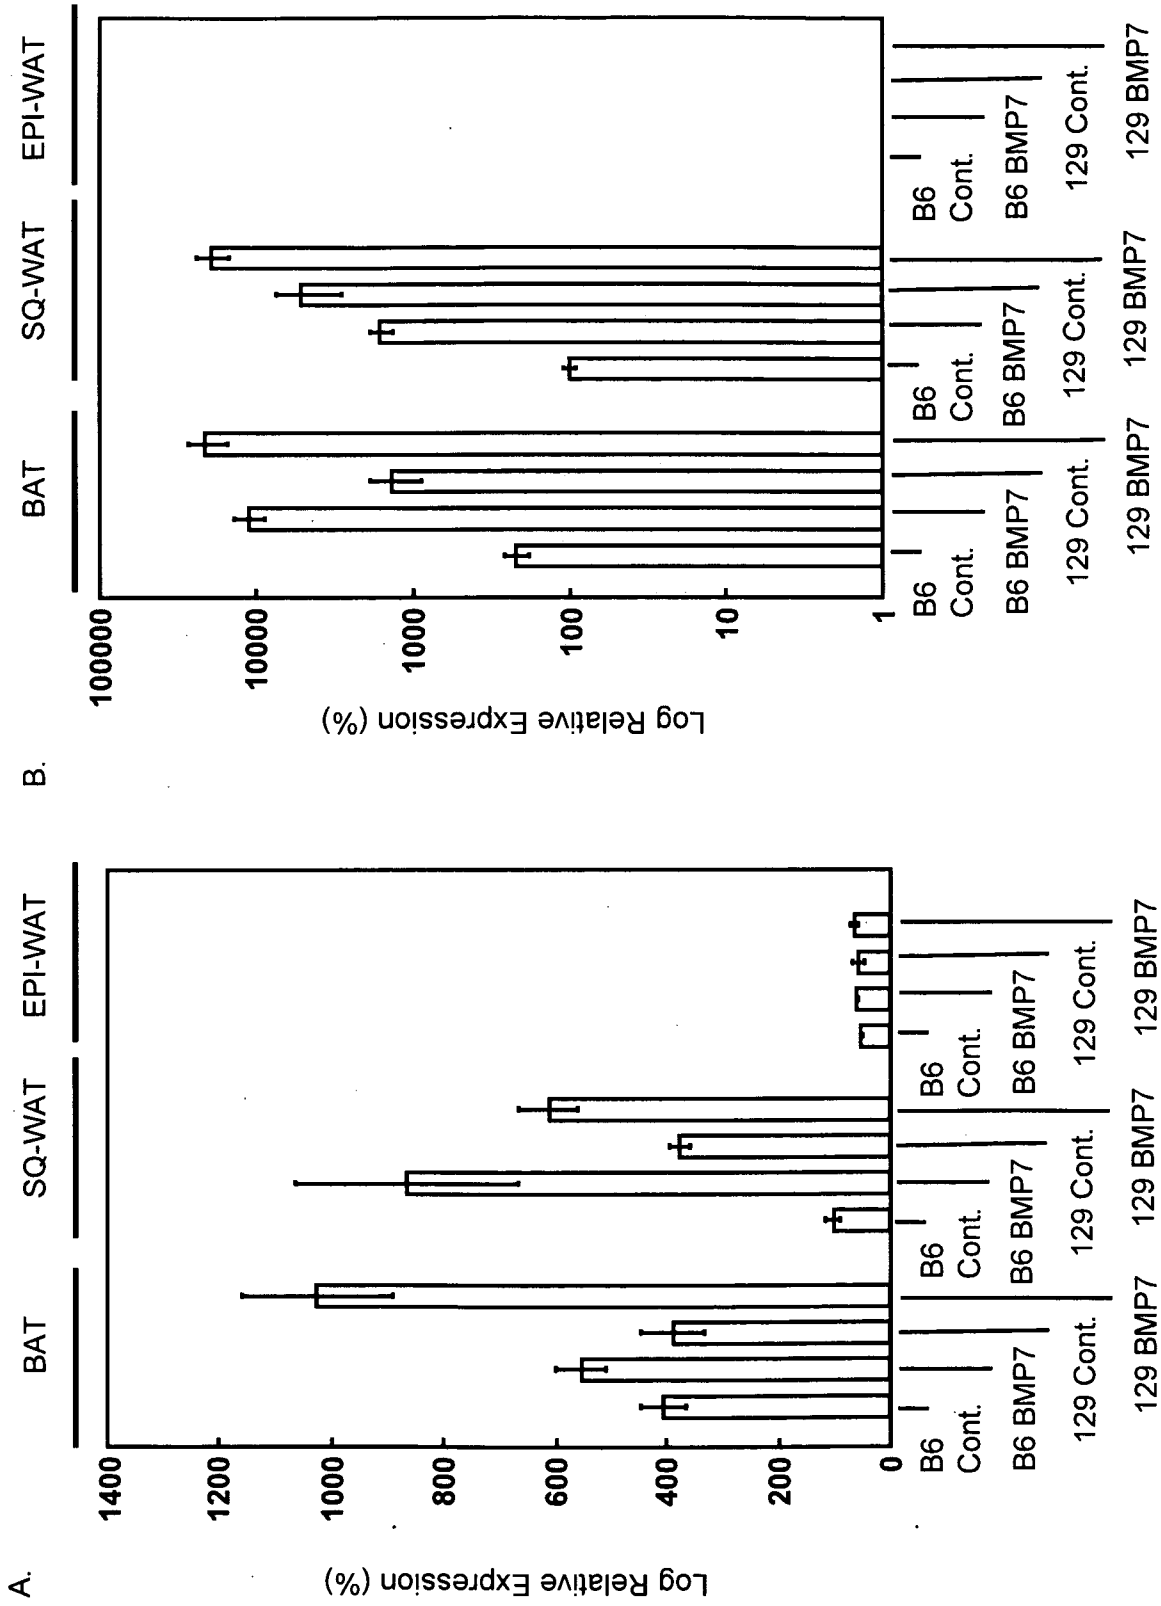 A.
BAT SQ-WAT EPI-WAT
Log Relative Expression (%)
1400
1200
1000
800
600
400
200
0
B6 Cont.
B6 BMP7
129 Cont.
129 BMP7
B6 Cont.
B6 BMP7
129 Cont.
129 BMP7
B6 Cont.
B6 BMP7
129 Cont.
129 BMP7
B.
BAT SQ-WAT EPI-WAT
Log Relative Expression (%)
100000
10000
1000
100
10
1
B6 Cont.
B6 BMP7
129 Cont.
129 BMP7
B6 Cont.
B6 BMP7
129 Cont.
129 BMP7
B6 Cont.
B6 BMP7
129 Cont.
129 BMP7